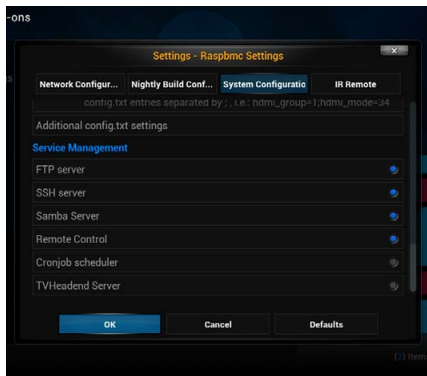 -ons
Settings - Raspbmc Settings
Network Configur... Nightly Build Conf... System Configuratio IR Remote
config.txt entries separated by ; , i.e.: hdmi_group=1;hdmi_mode=34
Additional config.txt settings
Service Management
FTP server
SSH server
Samba Server
Remote Control
Cronjob scheduler
TVHeadend Server
OK Cancel Defaults
(2) Item